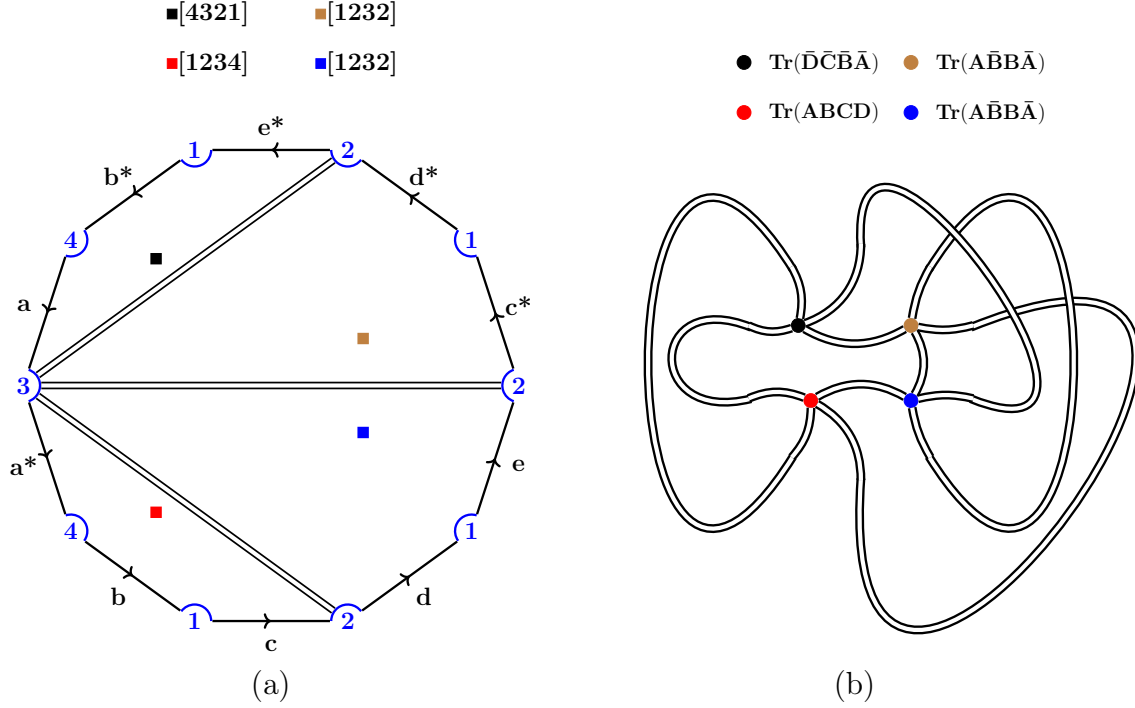 [4321] [1232]
[1234] [1232]
e*
1 2
b* d*
4 1
a c*
3 2
a* e
4 1
b d
1 2
c
(a)
Tr(D̄C̄B̄Ā) Tr(AB̄BĀ)
Tr(ABCD) Tr(AB̄BĀ)
(b)